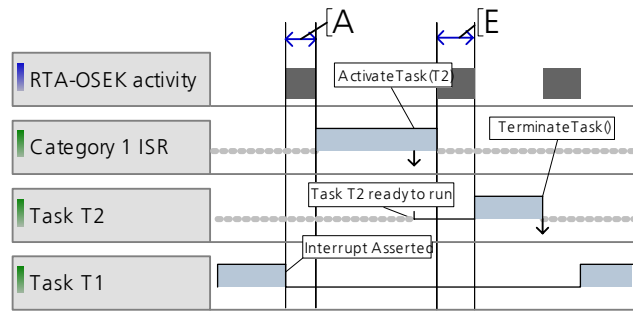 A
E
RTA-OSEK activity
ActivateTask(T2)
Category 1 ISR
TerminateTask()
Task T2 ready to run
Task T2
Interrupt Asserted
Task T1